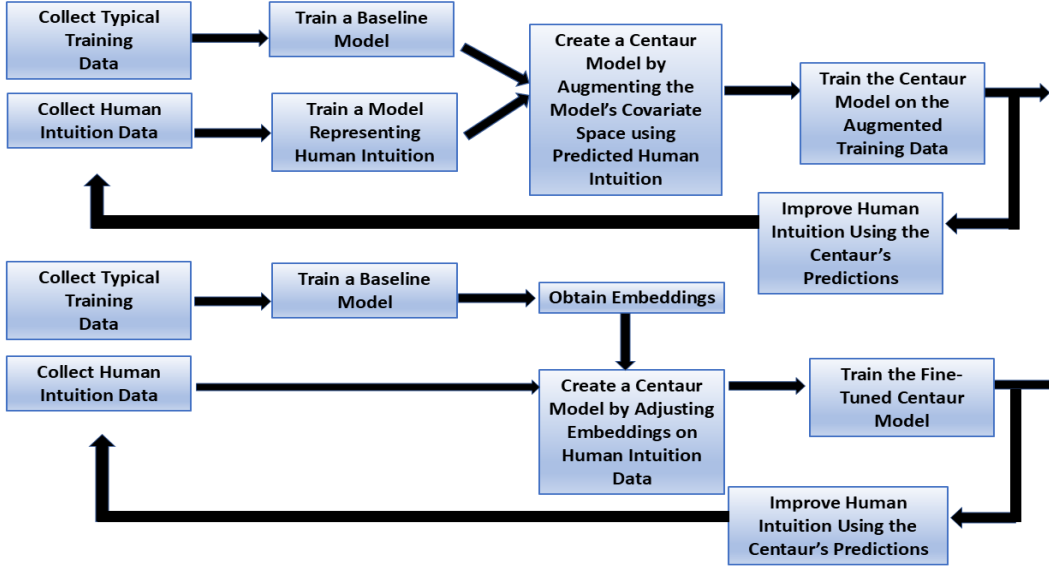 Collect Typical
Training
Data
Train a Baseline
Model
Create a Centaur
Model by
Augmenting the
Model's Covariate
Space using
Predicted Human
Intuition
Train the Centaur
Model on the
Augmented
Training Data
Collect Human
Intuition Data
Train a Model
Representing
Human Intuition
Improve Human
Intuition Using the
Centaur's
Predictions
Collect Typical
Training
Data
Train a Baseline
Model
Obtain Embeddings
Collect Human
Intuition Data
Create a Centaur
Model by Adjusting
Embeddings on
Human Intuition
Data
Train the Fine-
Tuned Centaur
Model
Improve Human
Intuition Using the
Centaur's Predictions